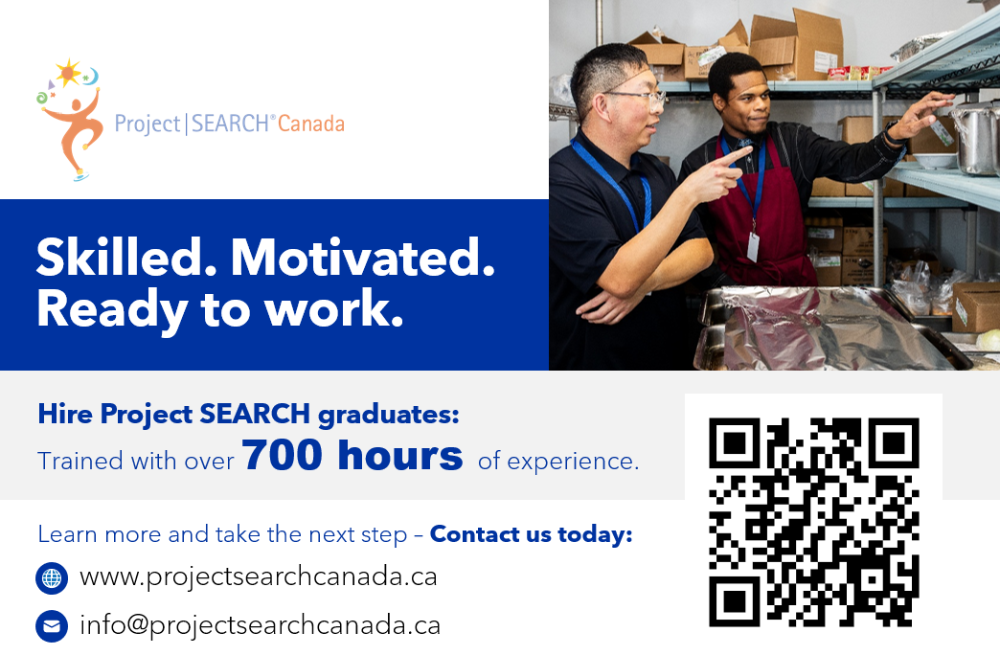 Project|SEARCH® Canada
Skilled. Motivated.
Ready to work.
Hire Project SEARCH graduates:
Trained with over 700 hours of experience.
Learn more and take the next step – Contact us today:
www.projectsearchcanada.ca
info@projectsearchcanada.ca